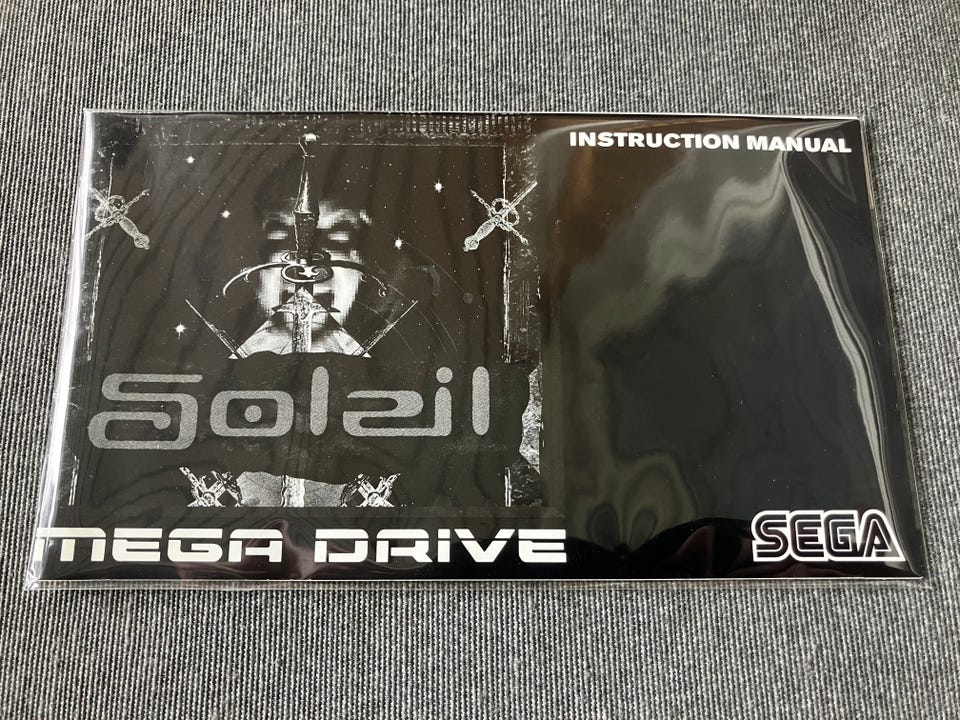 INSTRUCTION MANUAL
Soleil
MEGA DRIVE
SEGA